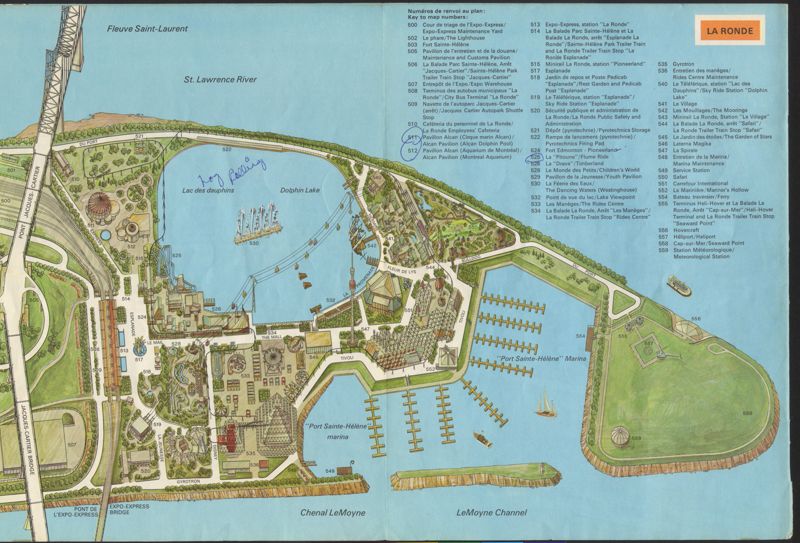 Fleuve Saint-Laurent
St. Lawrence River
Numéros de renvoi au plan:
Key to map numbers:
500 Cour de triage de l'Expo-Express/
Expo-Express Maintenance Yard
502 Le phare/The Lighthouse
503 Fort Sainte-Hélène
505 Pavillon de l'entretien et de la douane/
Maintenance and Customs Pavilion
506 La Balade Parc Sainte-Hélène, Arrêt
"Jacques-Cartier"/Sainte-Hélène Park
Trailer Train Stop "Jacques-Cartier"
507 Entrepôt de l'Expo/Expo Warehouse
508 Terminus des autobus municipaux "La
Ronde"/City Bus Terminal "La Ronde"
509 Navette de l'autoparc Jacques-Cartier
(arrêt)/Jacques Cartier Autopark Shuttle
Stop
510 Cafétéria du personnel de La Ronde/
La Ronde Employees' Cafeteria
511 Pavillon Alcan (Cirque marin Alcan)/
Alcan Pavilion (Alcan Dolphin Pool)
512 Pavillon Alcan (Aquarium de Montréal)/
Alcan Pavilion (Montreal Aquarium)
513 Expo-Express, station "La Ronde"
514 La Balade Parc Sainte-Hélène et La
Balade La Ronde, arrêt "Esplanade La
Ronde"/Sainte-Hélène Park Trailer Train
and La Ronde Trailer Train Stop "La
Ronde Esplanade"
515 Minirail La Ronde, station "Pioneerland"
517 Esplanade
518 Jardin de repos et Poste Pedicab
"Esplanade"/Rest Garden and Pedicab
Post "Esplanade"
519 Le Téléférique, station "Esplanade"/
Sky Ride Station "Esplanade"
520 Sécurité publique et administration de
La Ronde/La Ronde Public Safety and
Administration
521 Dépôt (pyrotechnie)/Pyrotechnics Storage
522 Rampe de lancement (pyrotechnie)/
Pyrotechnics Firing Pad
524 Fort Edmonton - Pioneerland
525 La "Pitoune"/Flume Ride
526 La "Drave"/Timberland
528 Le Monde des Petits/Children's World
529 Pavillon de la Jeunesse/Youth Pavilion
530 La Féerie des Eaux/
The Dancing Waters (Westinghouse)
532 Point de vue du lac/Lake Viewpoint
533 Les Manèges/The Rides Centre
534 La Balade La Ronde, Arrêt "Les Manèges"/
La Ronde Trailer Train Stop "Rides Centre"
LA RONDE
535 Gyrotron
536 Entretien des manèges/
Rides Centre Maintenance
540 Le Téléférique, station "Lac des
Dauphins"/Sky Ride Station "Dolphin
Lake"
541 Le Village
542 Les Mouillages/The Moorings
543 Minirail La Ronde, Station "Le Village"
544 La Balade La Ronde, arrêt "Safari"/
La Ronde Trailer Train Stop "Safari"
545 Le Jardin des étoiles/The Garden of Stars
546 Laterna Magika
547 La Spirale
548 Entretien de la Marina/
Marina Maintenance
549 Service Station
550 Safari
551 Carrefour International
552 La Marinière/Mariner's Hollow
554 Bateau traversier/Ferry
555 Terminus Heli-Hover et La Balade La
Ronde, Arrêt "Cap-sur-Mer"/Heli-Hover
Terminal and La Ronde Trailer Train Stop
"Seaward Point"
556 Hovercraft
557 Héliport/Heliport
558 Cap-sur-Mer/Seaward Point
559 Station Météorologique/
Meteorological Station
Lac des dauphins
Dolphin Lake
530
522
PONT JACQUES-CARTIER
JACQUES-CARTIER BRIDGE
ESPLANADE
LE MAIL
THE MALL
TIVOLI
FLEUR DE LYS
GYROTRON
"Port Sainte-Hélène" Marina
"Port Sainte-Hélène"
marina
PONT DE
L'EXPO-EXPRESS
EXPO-EXPRESS
BRIDGE
Chenal LeMoyne
LeMoyne Channel